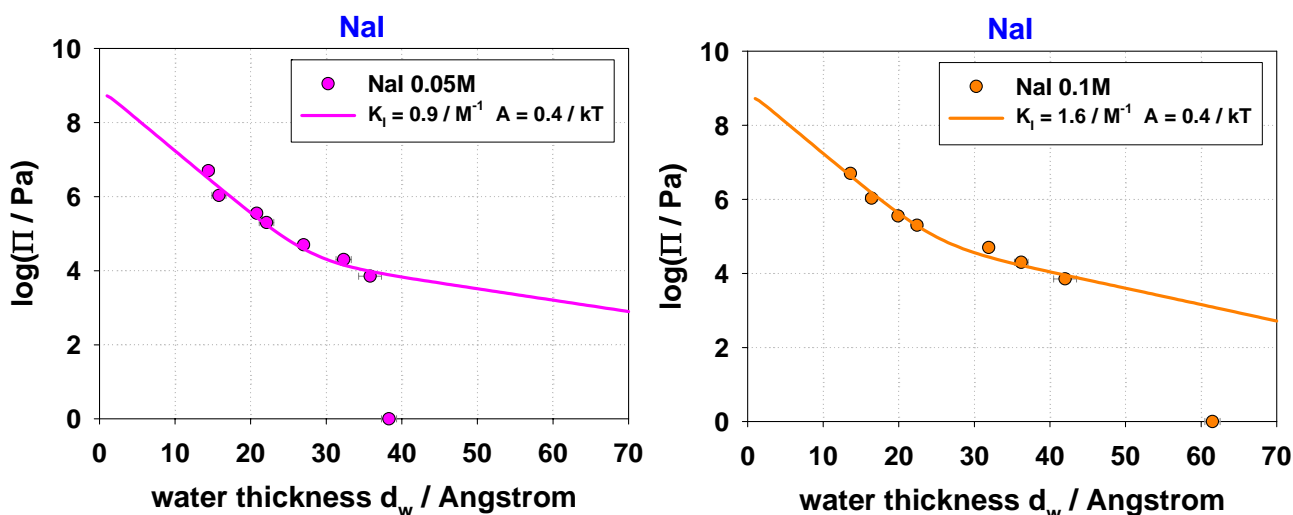 NaI
10
8
6
4
2
0
log(Π / Pa)
NaI 0.05M
K_I = 0.9 / M⁻¹ A = 0.4 / kT
0 10 20 30 40 50 60 70
water thickness d_w / Angstrom
NaI
10
8
6
4
2
0
log(Π / Pa)
NaI 0.1M
K_I = 1.6 / M⁻¹ A = 0.4 / kT
0 10 20 30 40 50 60 70
water thickness d_w / Angstrom